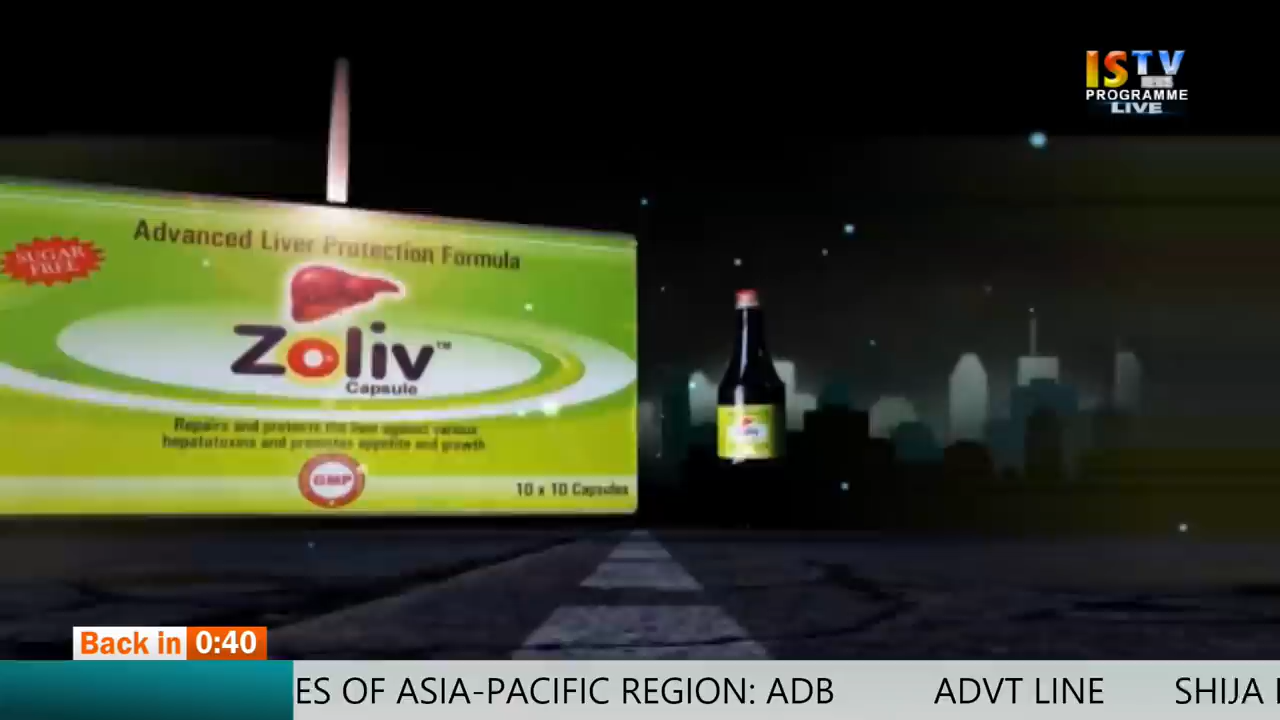 ISTV
PROGRAMME
LIVE
SUGAR
FREE
Advanced Liver Protection Formula
Zoliv™
Capsule
Repairs and protects the liver against various
hepatotoxins and promotes appetite and growth
GMP
10 x 10 Capsules
Back in 0:40
ES OF ASIA-PACIFIC REGION: ADB ADVT LINE SHIJA